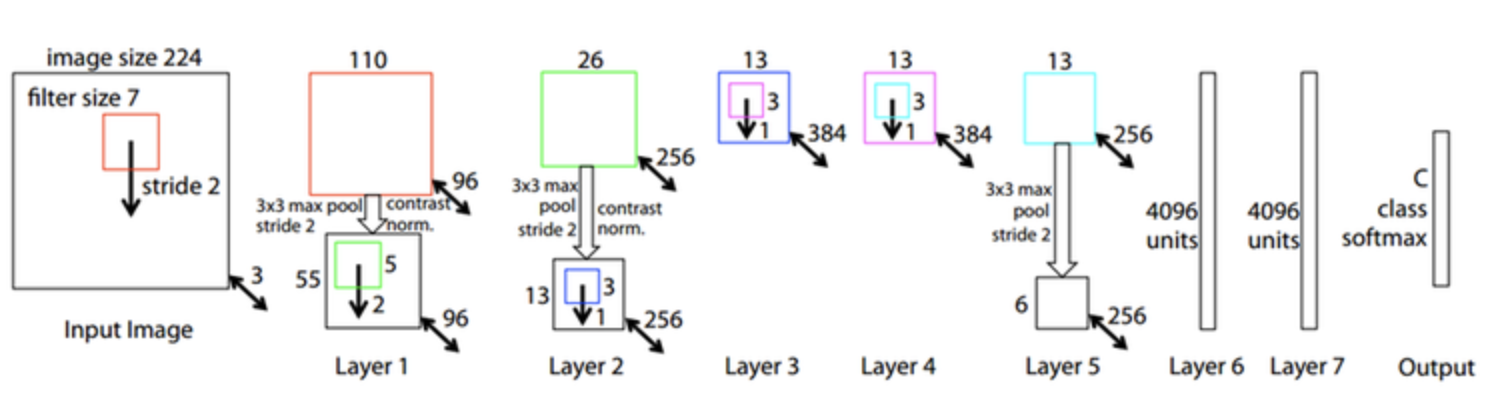 image size 224
filter size 7
stride 2
3
Input Image
110
96
3x3 max pool
stride 2
contrast
norm.
55
5
2
96
Layer 1
26
256
3x3 max
pool
stride 2
contrast
norm.
13
3
1
256
Layer 2
13
3
1
384
Layer 3
13
3
1
384
Layer 4
13
256
3x3 max
pool
stride 2
6
256
Layer 5
4096
units
Layer 6
4096
units
Layer 7
C
class
softmax
Output